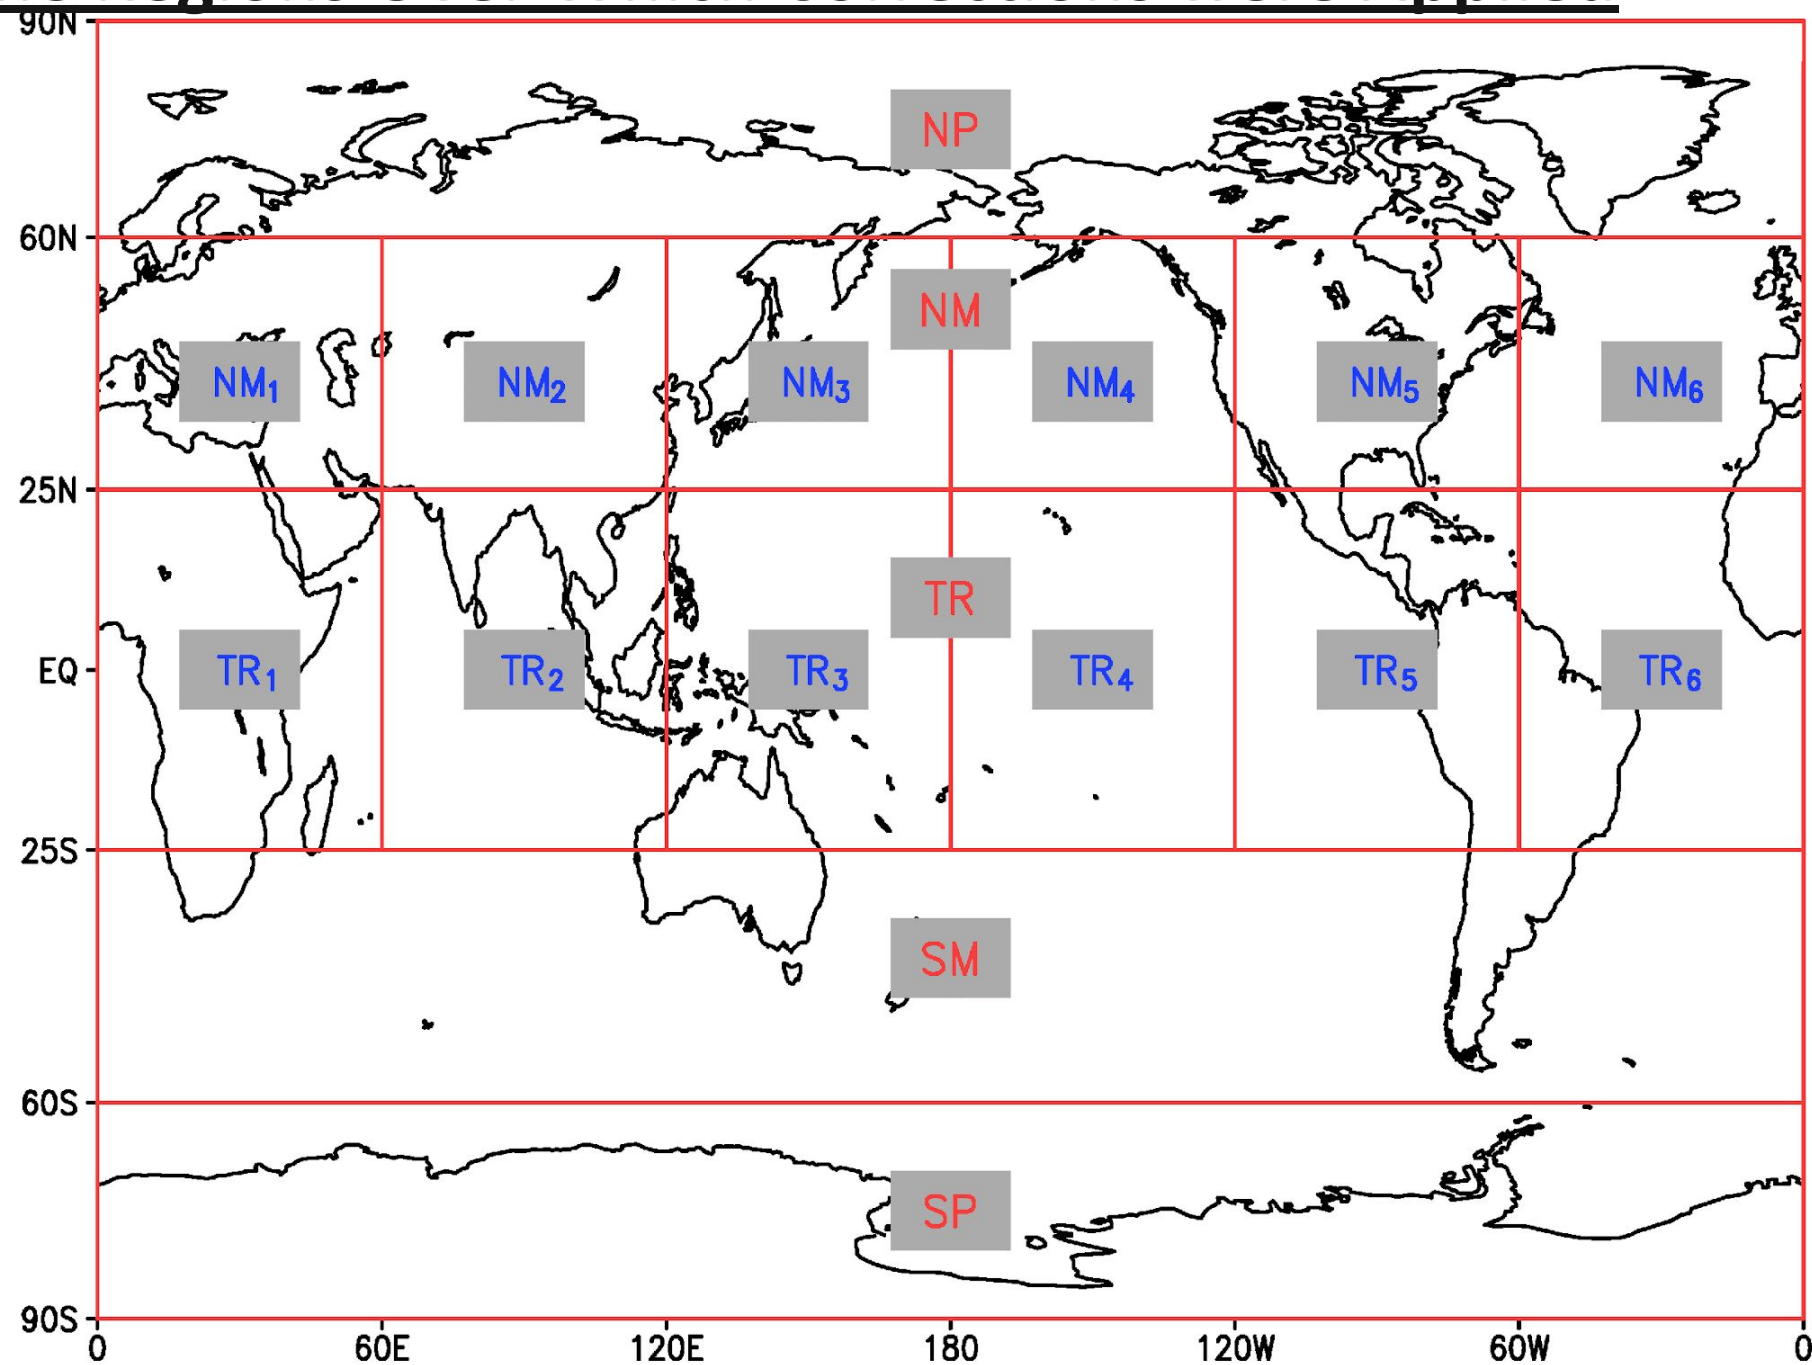 90N
NP
60N
NM
NM1 NM2 NM3 NM4 NM5 NM6
25N
TR
EQ TR1 TR2 TR3 TR4 TR5 TR6
25S
SM
60S
SP
90S
0 60E 120E 180 120W 60W 0